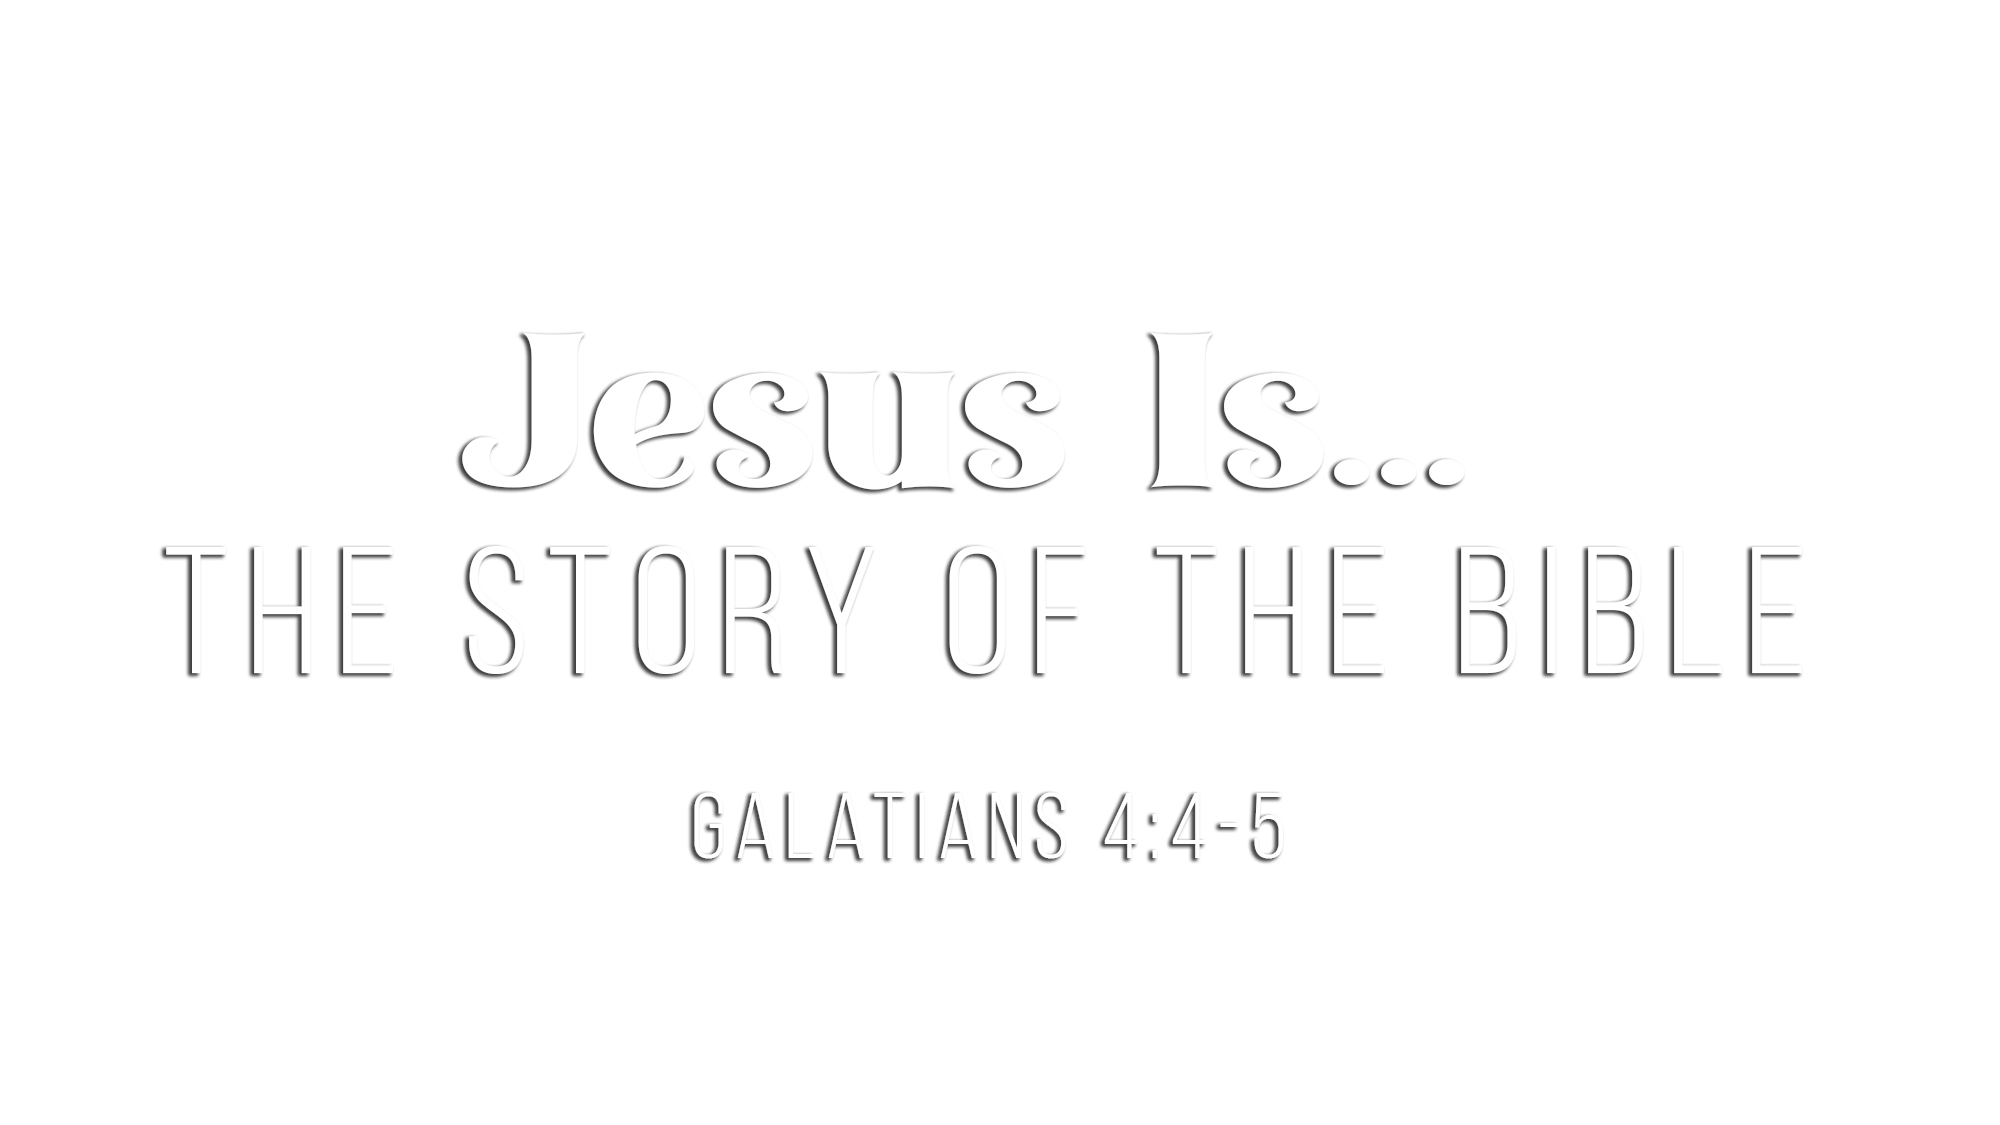 Jesus Is...
THE STORY OF THE BIBLE
GALATIANS 4:4-5